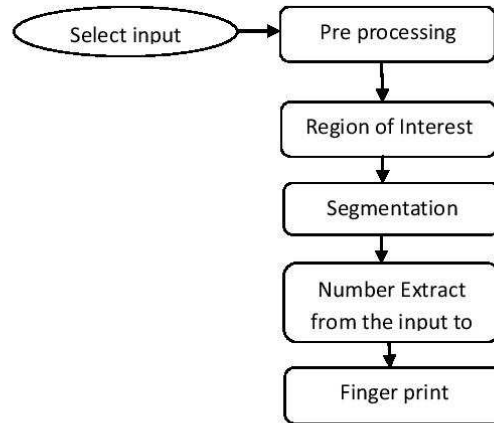 Select input
Pre processing
Region of Interest
Segmentation
Number Extract
from the input to
Finger print